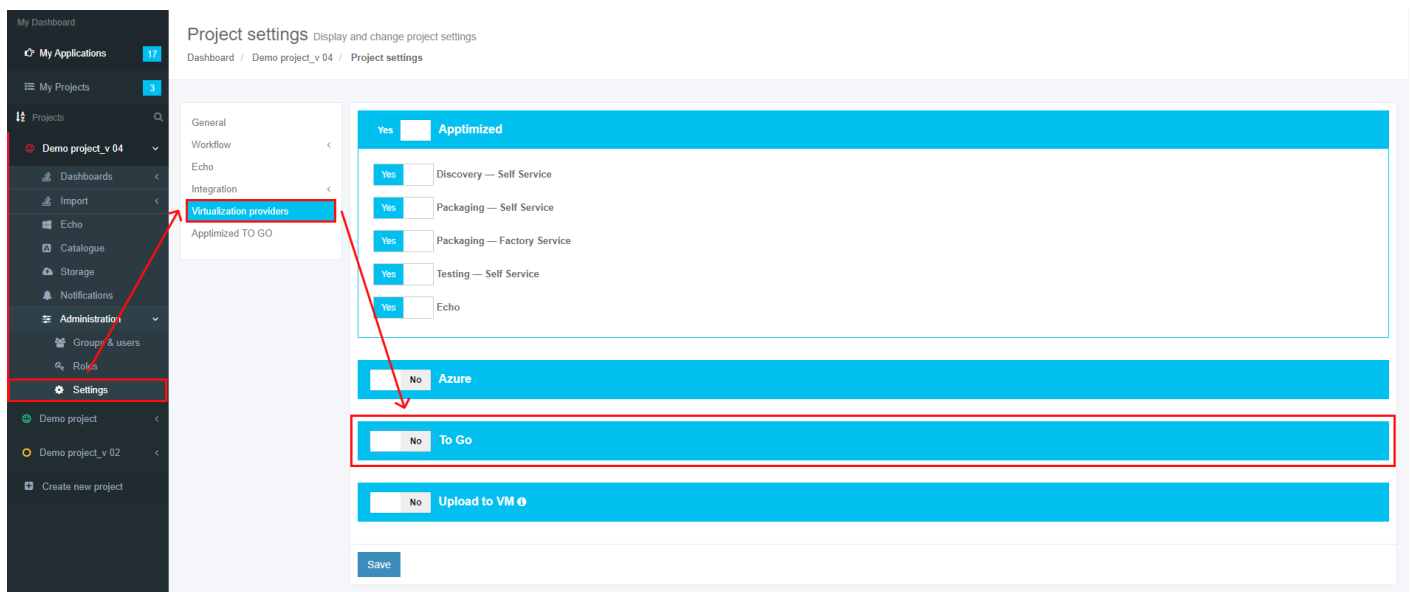 My Dashboard
My Applications 17
My Projects 3
Projects
Demo project_v 04
Dashboards
Import
Echo
Catalogue
Storage
Notifications
Administration
Groups & users
Roles
Settings
Demo project
Demo project_v 02
Create new project
Project settings Display and change project settings
Dashboard / Demo project_v 04 / Project settings
General
Workflow
Echo
Integration
Virtualization providers
Apptimized TO GO
Yes Apptimized
Yes Discovery — Self Service
Yes Packaging — Self Service
Yes Packaging — Factory Service
Yes Testing — Self Service
Yes Echo
No Azure
No To Go
No Upload to VM
Save